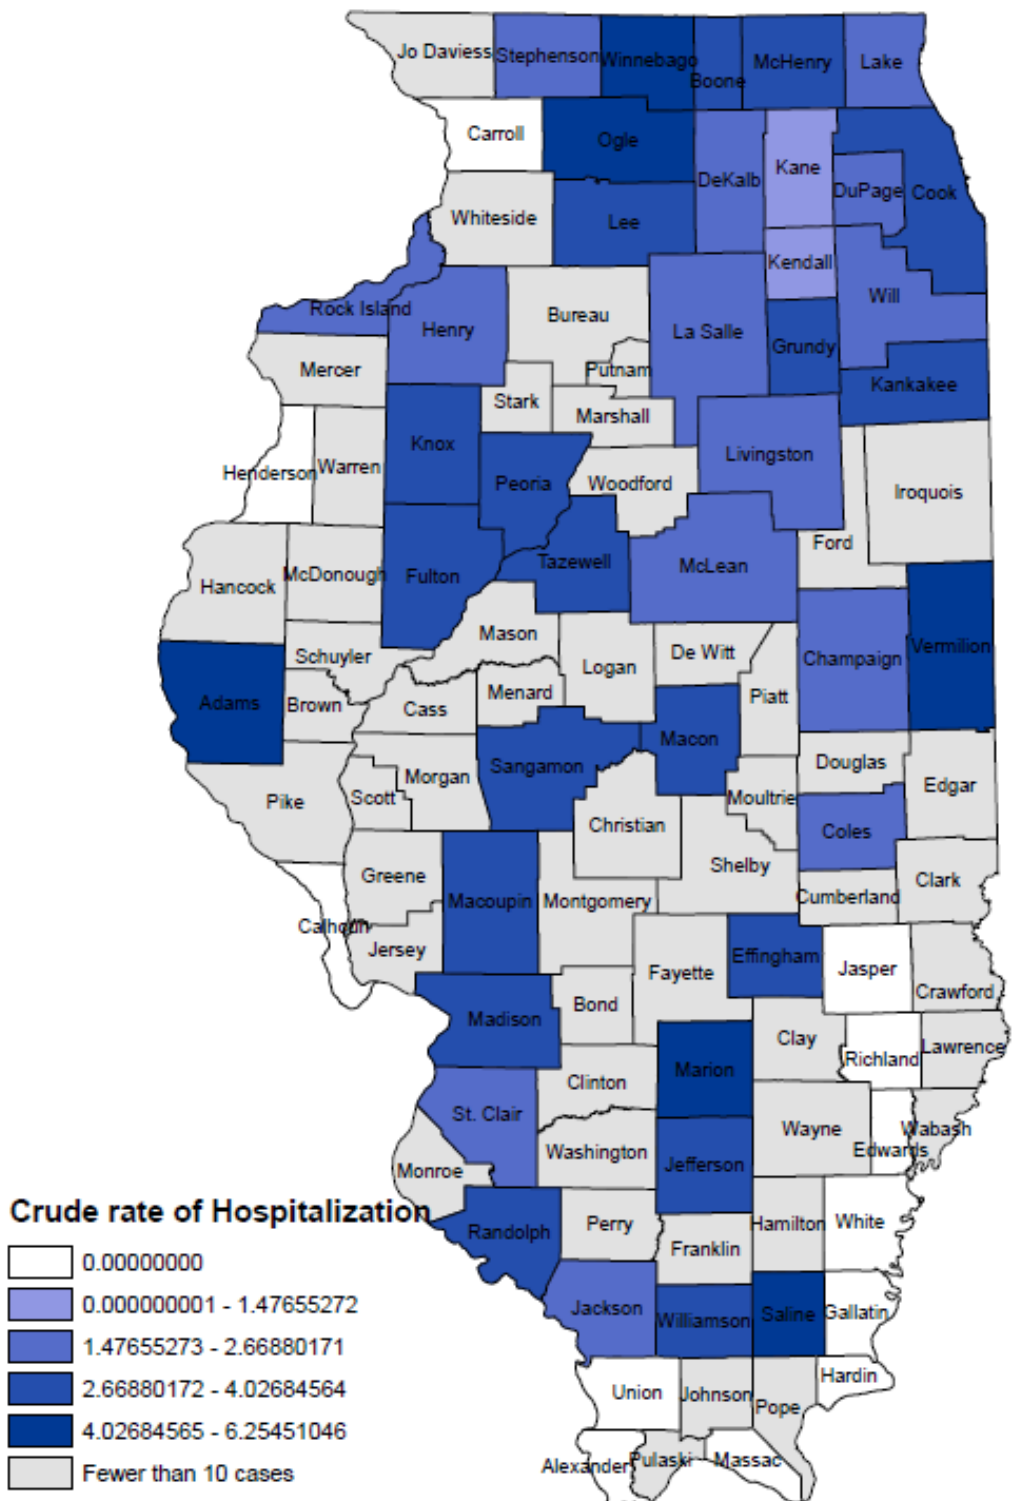 Jo Daviess
Stephenson
Winnebago
Boone
McHenry
Lake
Carroll
Ogle
DeKalb
Kane
DuPage
Cook
Whiteside
Lee
Kendall
Rock Island
Henry
Bureau
La Salle
Grundy
Will
Kankakee
Mercer
Putnam
Stark
Marshall
Knox
Peoria
Livingston
Henderson
Warren
Woodford
Iroquois
Ford
Hancock
McDonough
Fulton
Tazewell
McLean
Schuyler
Mason
Logan
De Witt
Champaign
Vermilion
Adams
Brown
Cass
Menard
Piatt
Macon
Sangamon
Douglas
Edgar
Pike
Scott
Morgan
Christian
Moultrie
Coles
Shelby
Greene
Macoupin
Montgomery
Cumberland
Clark
Calhoun
Jersey
Effingham
Jasper
Fayette
Crawford
Madison
Bond
Clay
Richland
Lawrence
Marion
Clinton
St. Clair
Wayne
Edwards
Wabash
Washington
Jefferson
Monroe
Randolph
Perry
Hamilton
White
Franklin
Jackson
Williamson
Saline
Gallatin
Union
Johnson
Pope
Hardin
Alexander
Pulaski
Massac
Crude rate of Hospitalization
0.00000000
0.000000001 - 1.47655272
1.47655273 - 2.66880171
2.66880172 - 4.02684564
4.02684565 - 6.25451046
Fewer than 10 cases